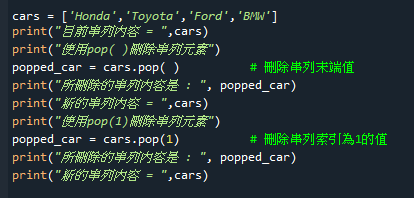 cars = ['Honda','Toyota','Ford','BMW']
print("目前串列內容 = ",cars)
print("使用pop( )刪除串列元素")
popped_car = cars.pop( )          # 刪除串列末端值
print("所刪除的串列內容是 : ", popped_car)
print("新的串列內容 = ",cars)
print("使用pop(1)刪除串列元素")
popped_car = cars.pop(1)          # 刪除串列索引為1的值
print("所刪除的串列內容是 : ", popped_car)
print("新的串列內容 = ",cars)